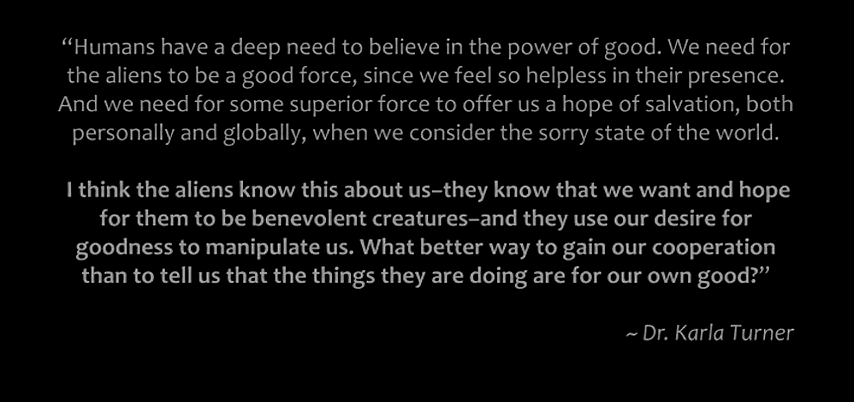 “Humans have a deep need to believe in the power of good. We need for
the aliens to be a good force, since we feel so helpless in their presence.
And we need for some superior force to offer us a hope of salvation, both
personally and globally, when we consider the sorry state of the world.
I think the aliens know this about us–they know that we want and hope
for them to be benevolent creatures–and they use our desire for
goodness to manipulate us. What better way to gain our cooperation
than to tell us that the things they are doing are for our own good?”
~ Dr. Karla Turner